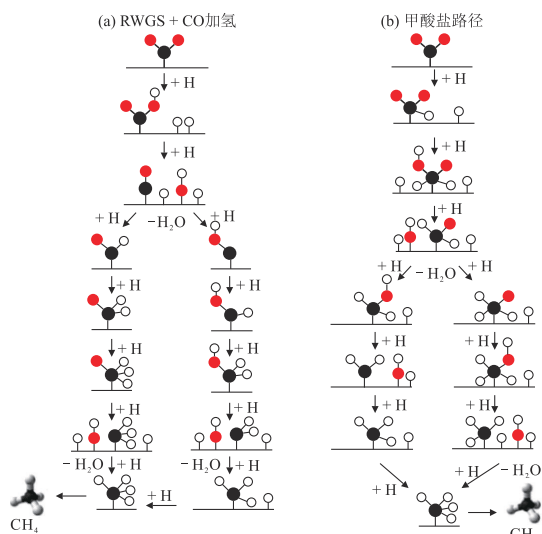 (a) RWGS + CO加氢
+ H
+ H
+ H
−H₂O
+ H
+ H
+ H
+ H
+ H
+ H
+ H
− H₂O
+ H
− H₂O
+ H
+ H
CH₄
(b) 甲酸盐路径
+ H
+ H
+ H
+ H
− H₂O
+ H
+ H
+ H
+ H
+ H
+ H
+ H
− H₂O